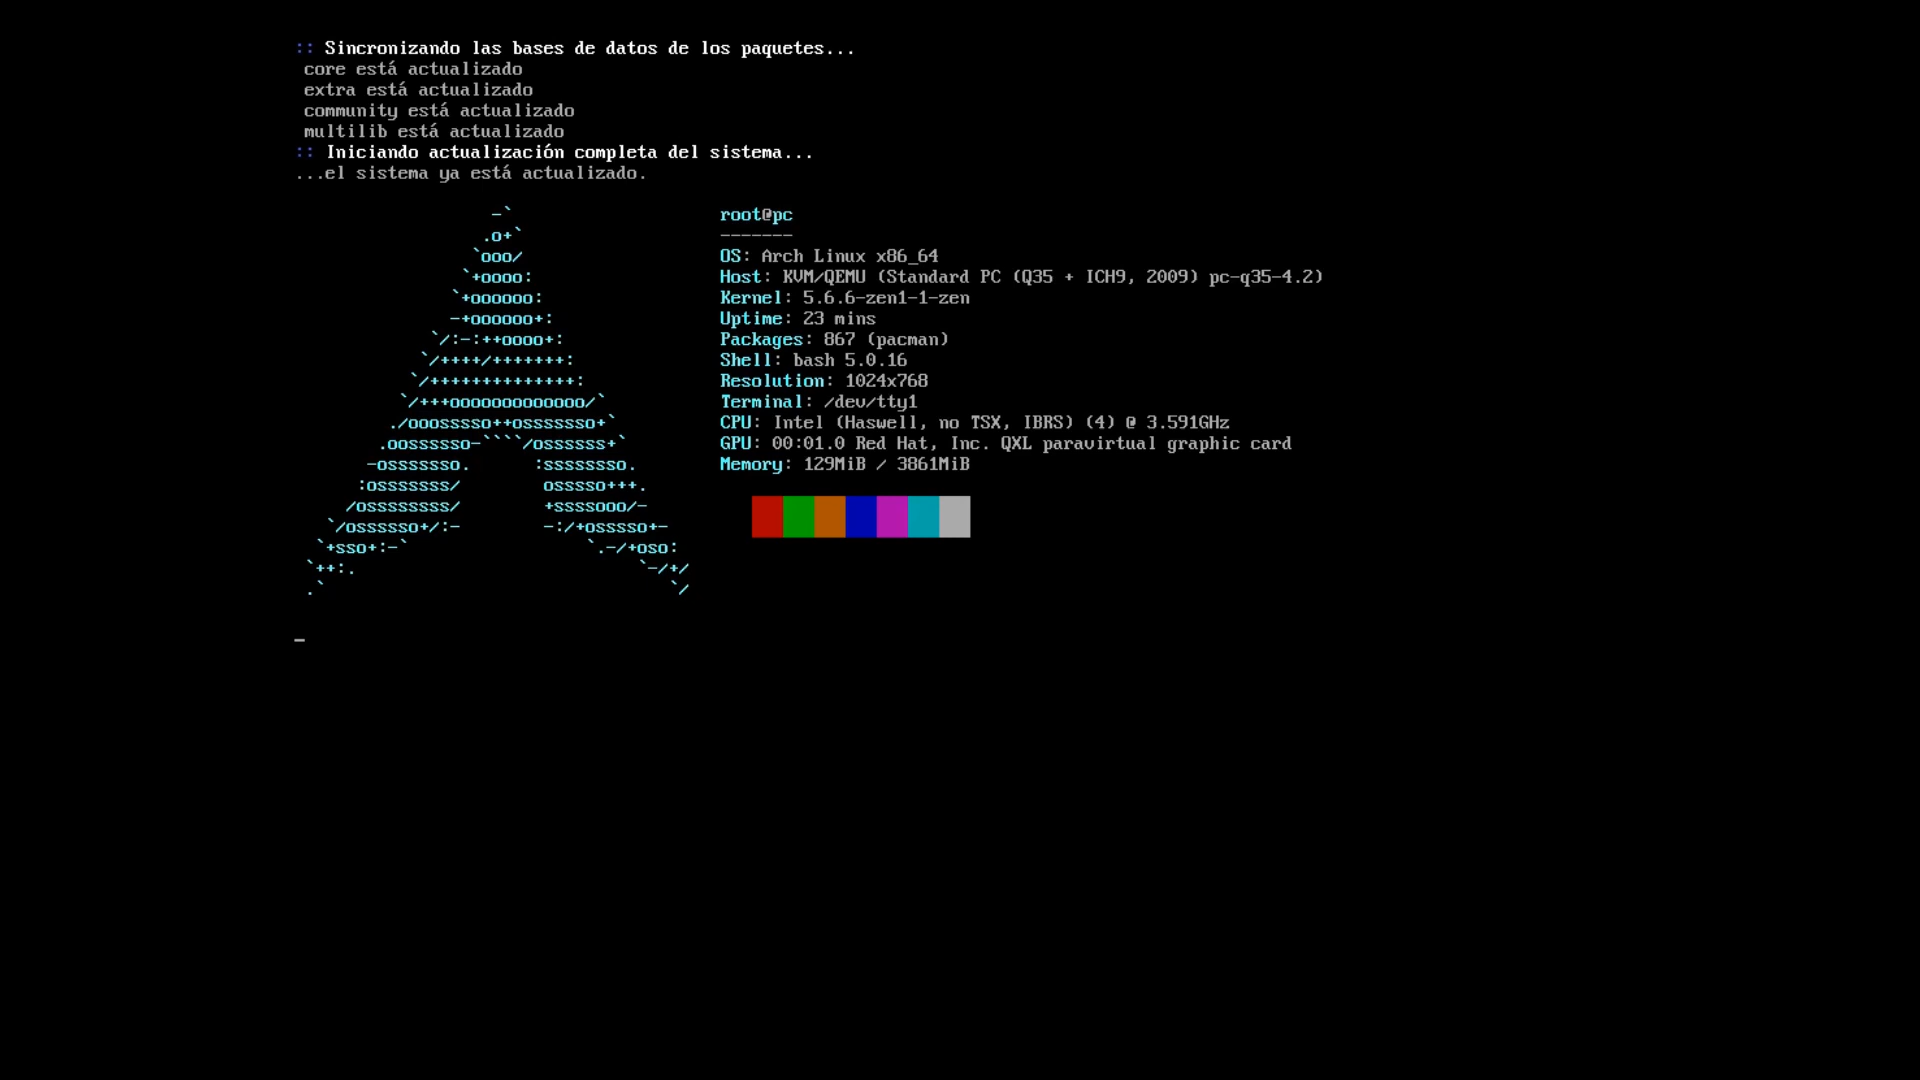 :: Sincronizando las bases de datos de los paquetes...
core está actualizado
extra está actualizado
community está actualizado
multilib está actualizado
:: Iniciando actualización completa del sistema...
...el sistema ya está actualizado.
root@pc
-------
OS: Arch Linux x86_64
Host: KVM/QEMU (Standard PC (Q35 + ICH9, 2009) pc-q35-4.2)
Kernel: 5.6.6-zen1-1-zen
Uptime: 23 mins
Packages: 867 (pacman)
Shell: bash 5.0.16
Resolution: 1024x768
Terminal: /dev/tty1
CPU: Intel (Haswell, no TSX, IBRS) (4) @ 3.591GHz
GPU: 00:01.0 Red Hat, Inc. QXL paravirtual graphic card
Memory: 129MiB / 3861MiB